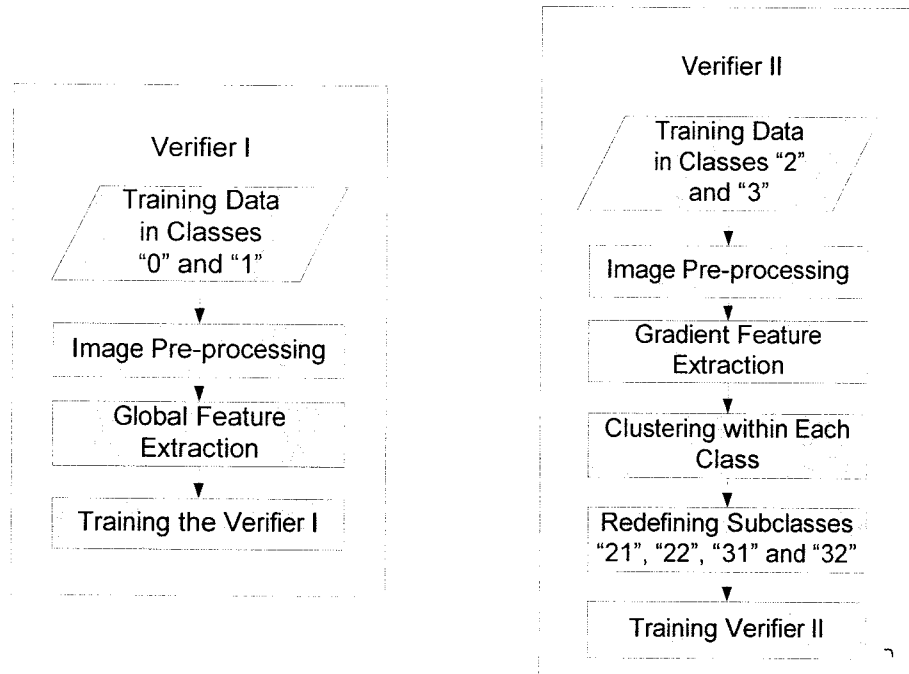 Verifier I
Training Data
in Classes
“0” and “1”
Image Pre-processing
Global Feature
Extraction
Training the Verifier I
Verifier II
Training Data
in Classes “2”
and “3”
Image Pre-processing
Gradient Feature
Extraction
Clustering within Each
Class
Redefining Subclasses
“21”, “22”, “31” and “32”
Training Verifier II